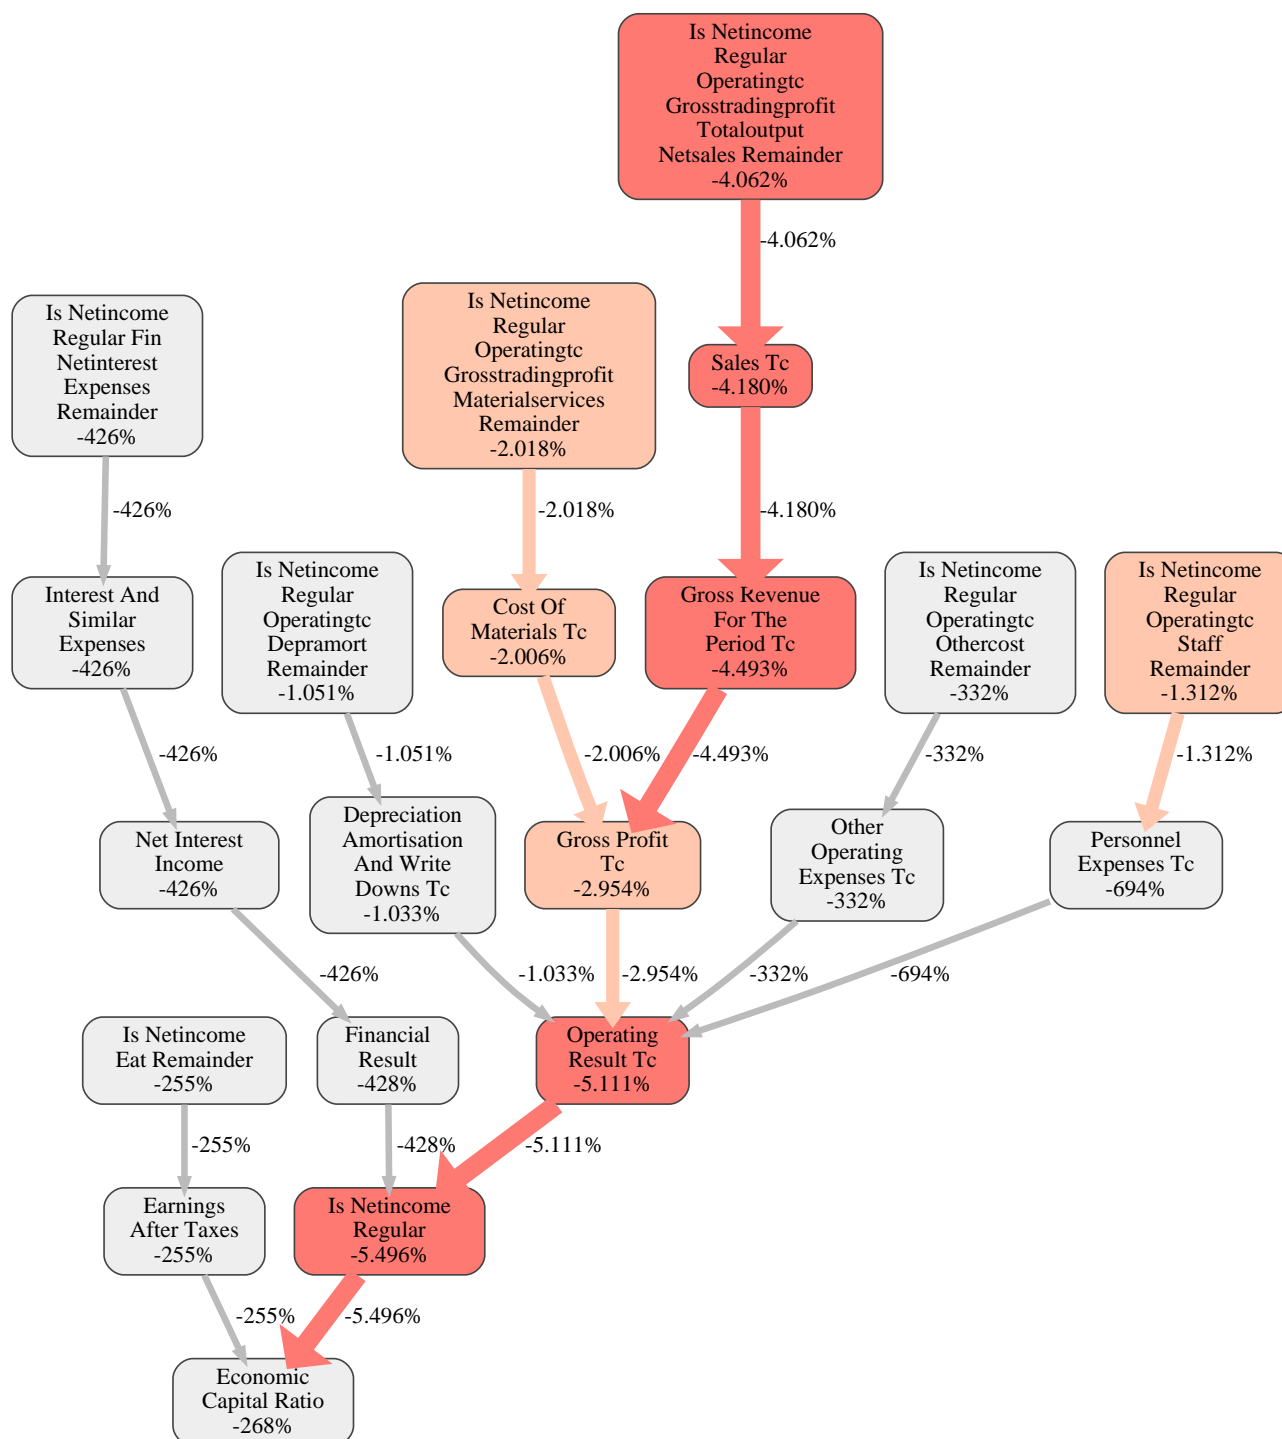 Is Netincome
Regular
Operatingtc
Grosstradingprofit
Totaloutput
Netsales Remainder
-4.062%
-4.062%
Is Netincome
Regular Fin
Netinterest
Expenses
Remainder
-426%
Is Netincome
Regular
Operatingtc
Grosstradingprofit
Materialservices
Remainder
-2.018%
Sales Tc
-4.180%
-426%
-2.018%
-4.180%
Interest And
Similar
Expenses
-426%
Is Netincome
Regular
Operatingtc
Depramort
Remainder
-1.051%
Cost Of
Materials Tc
-2.006%
Gross Revenue
For The
Period Tc
-4.493%
Is Netincome
Regular
Operatingtc
Othercost
Remainder
-332%
Is Netincome
Regular
Operatingtc
Staff
Remainder
-1.312%
-426%
-1.051%
-2.006%
-4.493%
-332%
-1.312%
Net Interest
Income
-426%
Depreciation
Amortisation
And Write
Downs Tc
-1.033%
Gross Profit
Tc
-2.954%
Other
Operating
Expenses Tc
-332%
Personnel
Expenses Tc
-694%
-426%
-1.033%
-2.954%
-332%
-694%
Is Netincome
Eat Remainder
-255%
Financial
Result
-428%
Operating
Result Tc
-5.111%
-255%
-428%
-5.111%
Earnings
After Taxes
-255%
Is Netincome
Regular
-5.496%
-255%
-5.496%
Economic
Capital Ratio
-268%